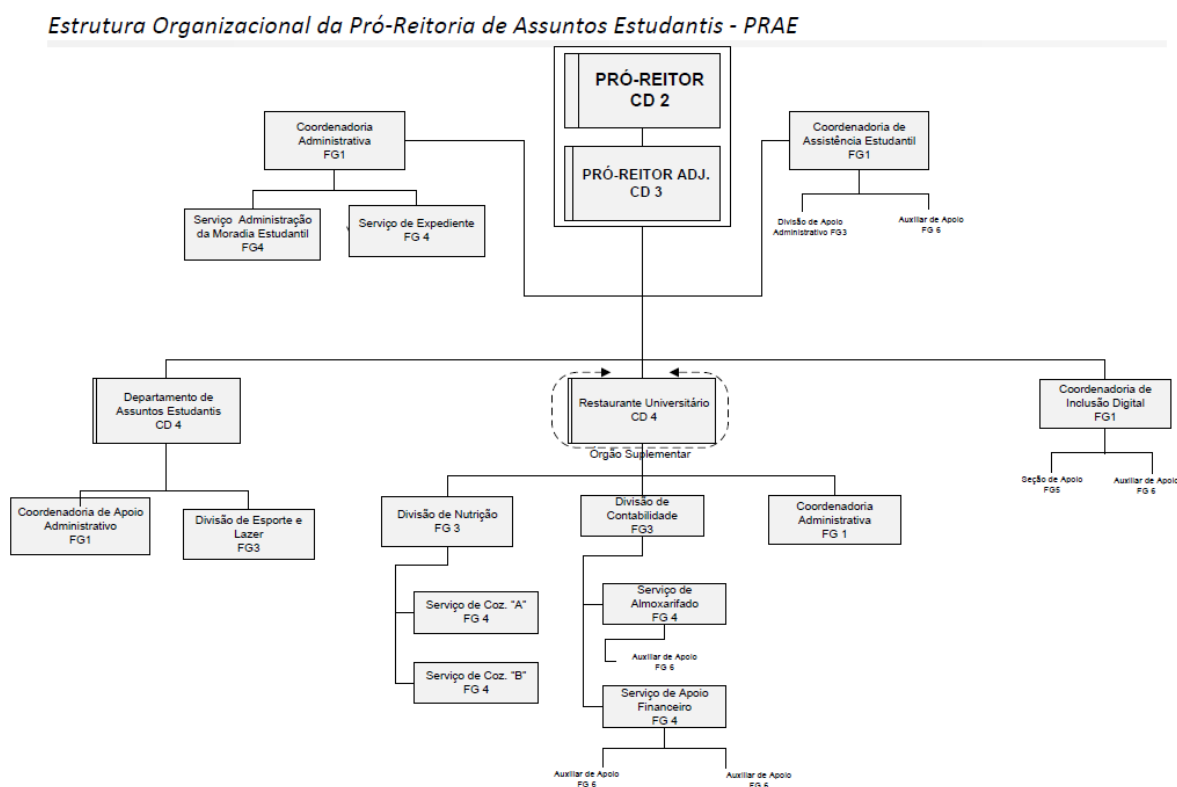 Estrutura Organizacional da Pró-Reitoria de Assuntos Estudantis - PRAE
PRÓ-REITOR
CD 2
PRÓ-REITOR ADJ.
CD 3
Coordenadoria
Administrativa
FG1
Serviço Administração
da Moradia Estudantil
FG4
Serviço de Expediente
FG 4
Coordenadoria de
Assistência Estudantil
FG1
Divisão de Apoio
Administrativo FG3
Auxiliar de Apoio
FG 6
Departamento de
Assuntos Estudantis
CD 4
Coordenadoria de Apoio
Administrativo
FG1
Divisão de Esporte e
Lazer
FG3
Restaurante Universitário
CD 4
Órgão Suplementar
Divisão de Nutrição
FG 3
Serviço de Coz. "A"
FG 4
Serviço de Coz. "B"
FG 4
Divisão de
Contabilidade
FG3
Serviço de
Almoxarifado
FG 4
Auxiliar de Apoio
FG 6
Serviço de Apoio
Financeiro
FG 4
Auxiliar de Apoio
FG 6
Auxiliar de Apoio
FG 6
Coordenadoria
Administrativa
FG 1
Coordenadoria de
Inclusão Digital
FG1
Seção de Apoio
FG5
Auxiliar de Apoio
FG 6